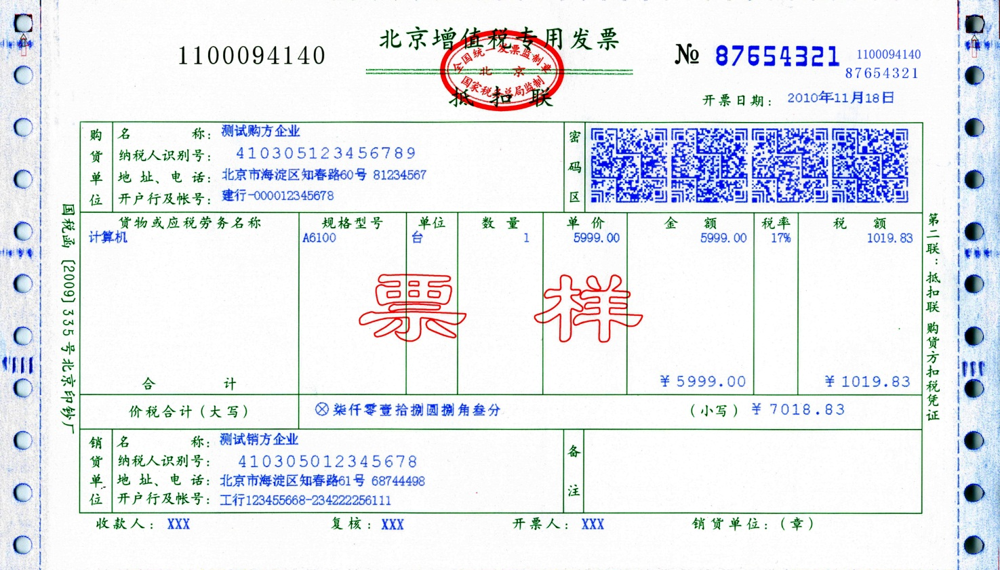 北京增值税专用发票
1100094140
№ 87654321
1100094140
87654321
全国统一发票监制章
北京
国家税务总局监制
抵扣联
开票日期： 2010年11月18日
购货单位
名称： 测试购方企业
纳税人识别号： 410305123456789
地址、电话： 北京市海淀区知春路60号 81234567
开户行及帐号： 建行-000012345678
密码区
货物或应税劳务名称 规格型号 单位 数量 单价 金额 税率 税额
计算机 A6100 台 1 5999.00 5999.00 17% 1019.83
票样
合计 ￥5999.00 ￥1019.83
价税合计（大写） ⊗柒仟零壹拾捌圆捌角叁分 （小写）￥7018.83
销货单位
名称： 测试销方企业
纳税人识别号： 410305012345678
地址、电话： 北京市海淀区知春路61号 68744498
开户行及帐号： 工行123455668-234222256111
备注
收款人： XXX 复核： XXX 开票人： XXX 销货单位：（章）
国税函［2009］335号北京印钞厂
第二联：抵扣联 购货方扣税凭证